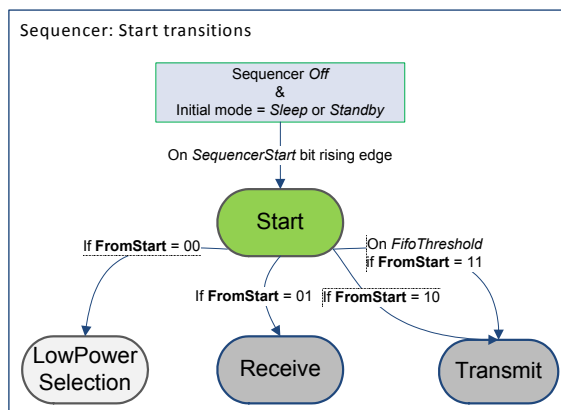 Sequencer: Start transitions
Sequencer Off
&
Initial mode = Sleep or Standby
On SequencerStart bit rising edge
Start
If FromStart = 00
On FifoThreshold
if FromStart = 11
If FromStart = 01
If FromStart = 10
LowPower
Selection
Receive
Transmit